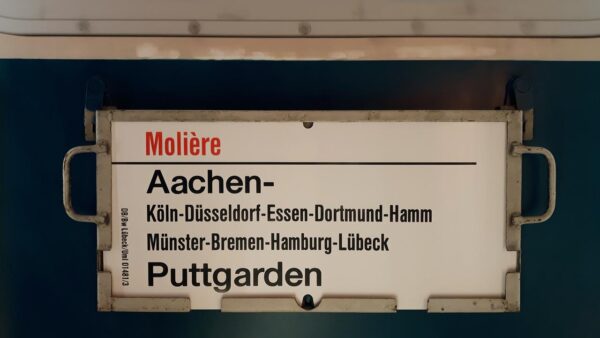 Molière
Aachen-
Köln-Düsseldorf-Essen-Dortmund-Hamm
Münster-Bremen-Hamburg-Lübeck
Puttgarden